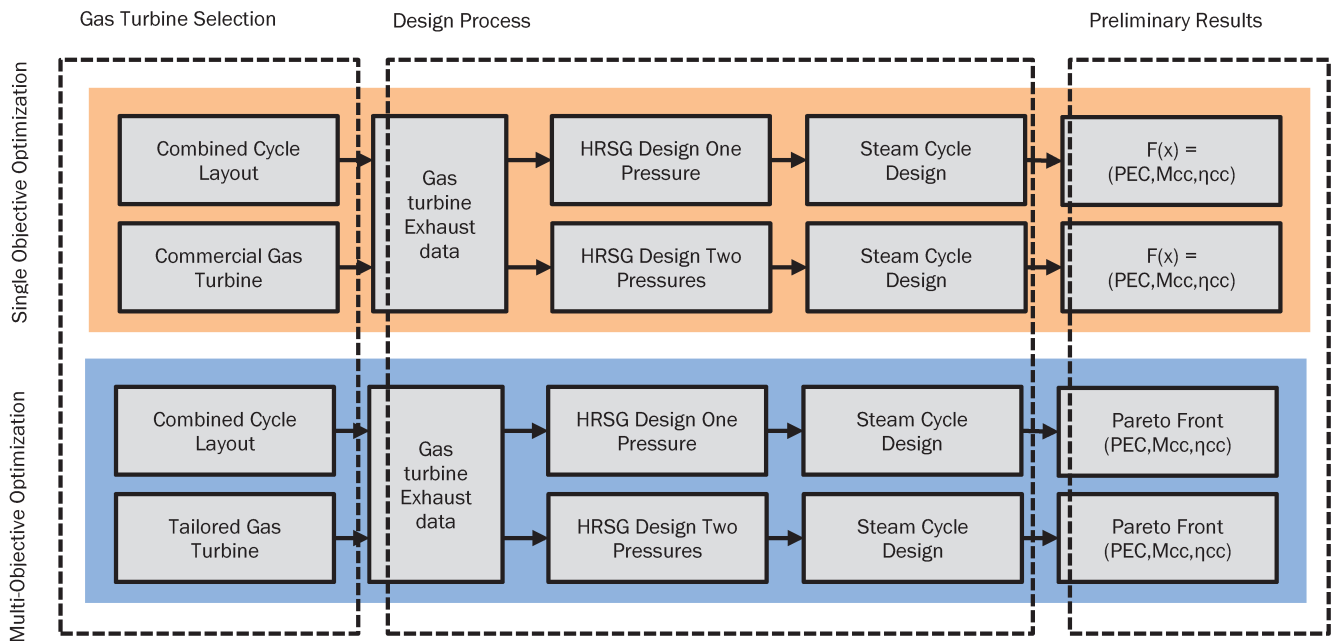 Gas Turbine Selection
Design Process
Preliminary Results
Single Objective Optimization
Combined Cycle
Layout
Commercial Gas
Turbine
Gas
turbine
Exhaust
data
HRSG Design One
Pressure
HRSG Design Two
Pressures
Steam Cycle
Design
Steam Cycle
Design
F(x) =
(PEC,Mcc,ηcc)
F(x) =
(PEC,Mcc,ηcc)
Multi-Objective Optimization
Combined Cycle
Layout
Tailored Gas
Turbine
Gas
turbine
Exhaust
data
HRSG Design One
Pressure
HRSG Design Two
Pressures
Steam Cycle
Design
Steam Cycle
Design
Pareto Front
(PEC,Mcc,ηcc)
Pareto Front
(PEC,Mcc,ηcc)